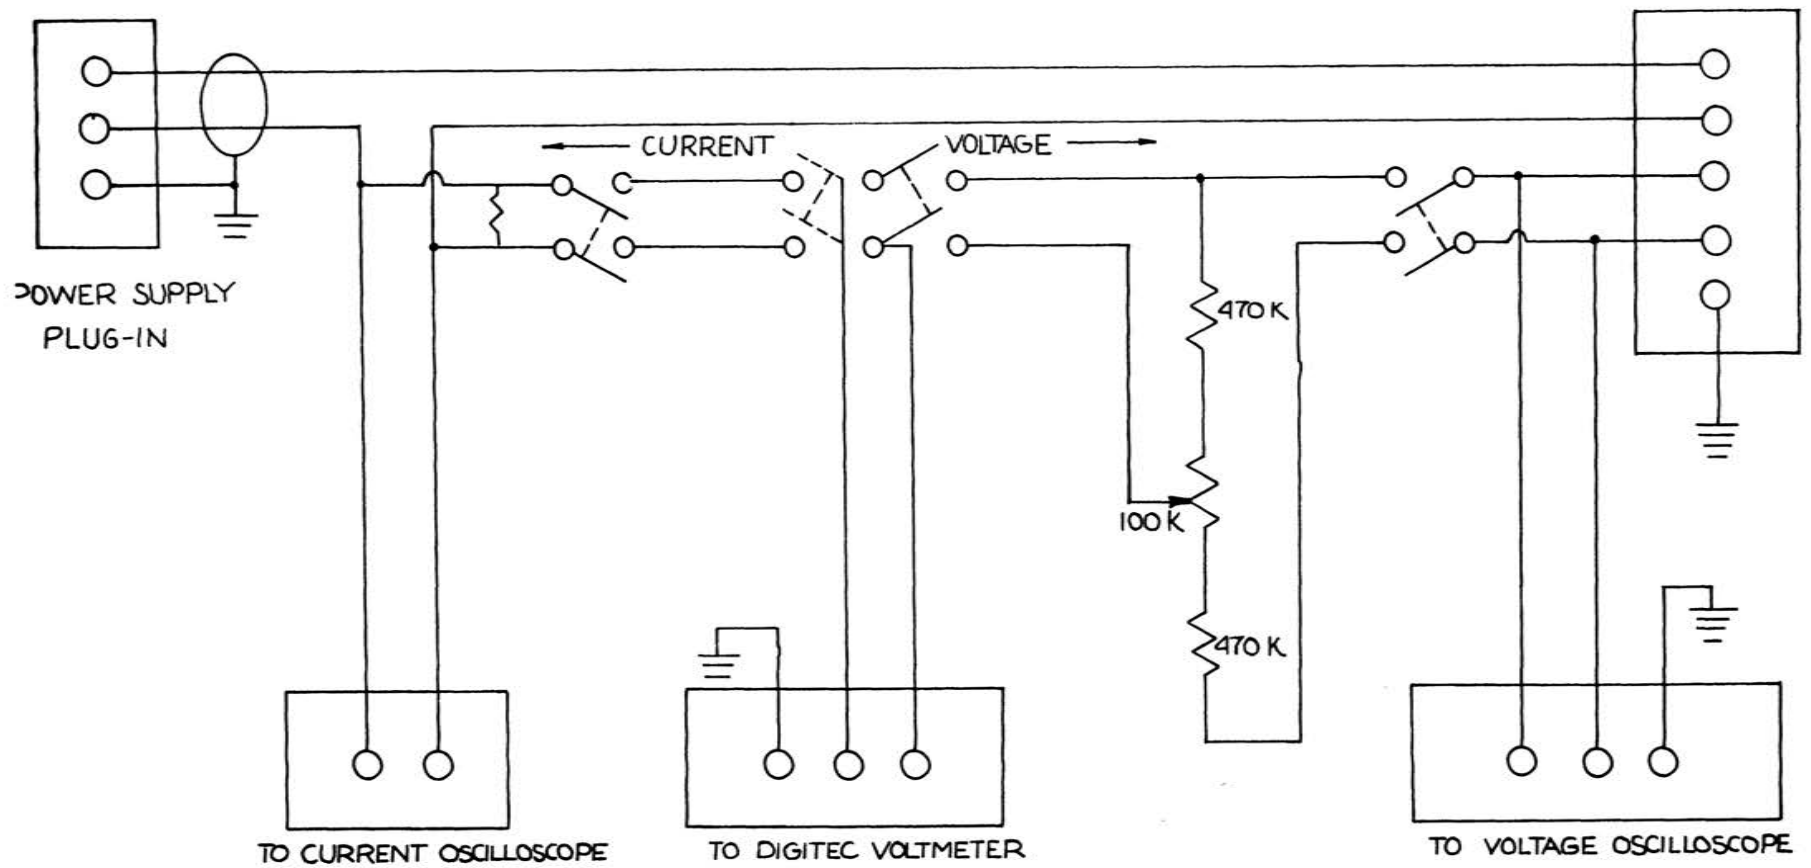 CURRENT
VOLTAGE
POWER SUPPLY
PLUG-IN
470 K
100 K
470 K
TO CURRENT OSCILLOSCOPE
TO DIGITEC VOLTMETER
TO VOLTAGE OSCILLOSCOPE